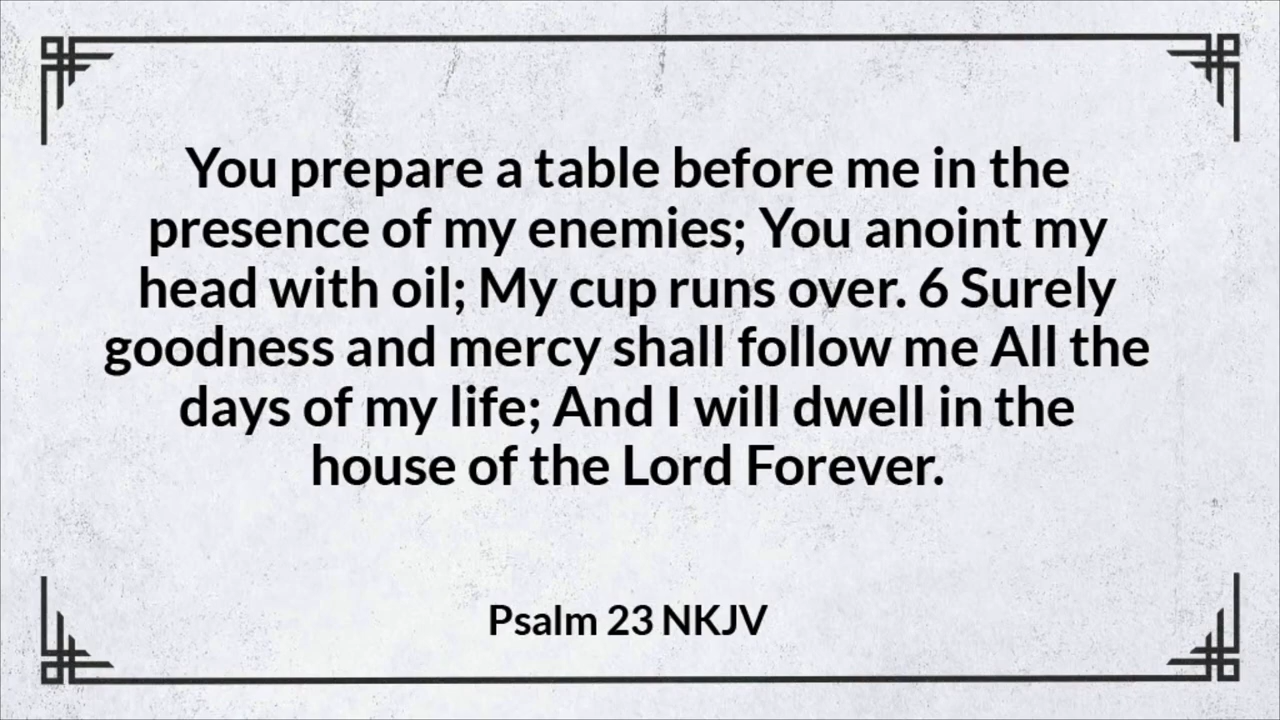 You prepare a table before me in the
presence of my enemies; You anoint my
head with oil; My cup runs over. 6 Surely
goodness and mercy shall follow me All the
days of my life; And I will dwell in the
house of the Lord Forever.
Psalm 23 NKJV